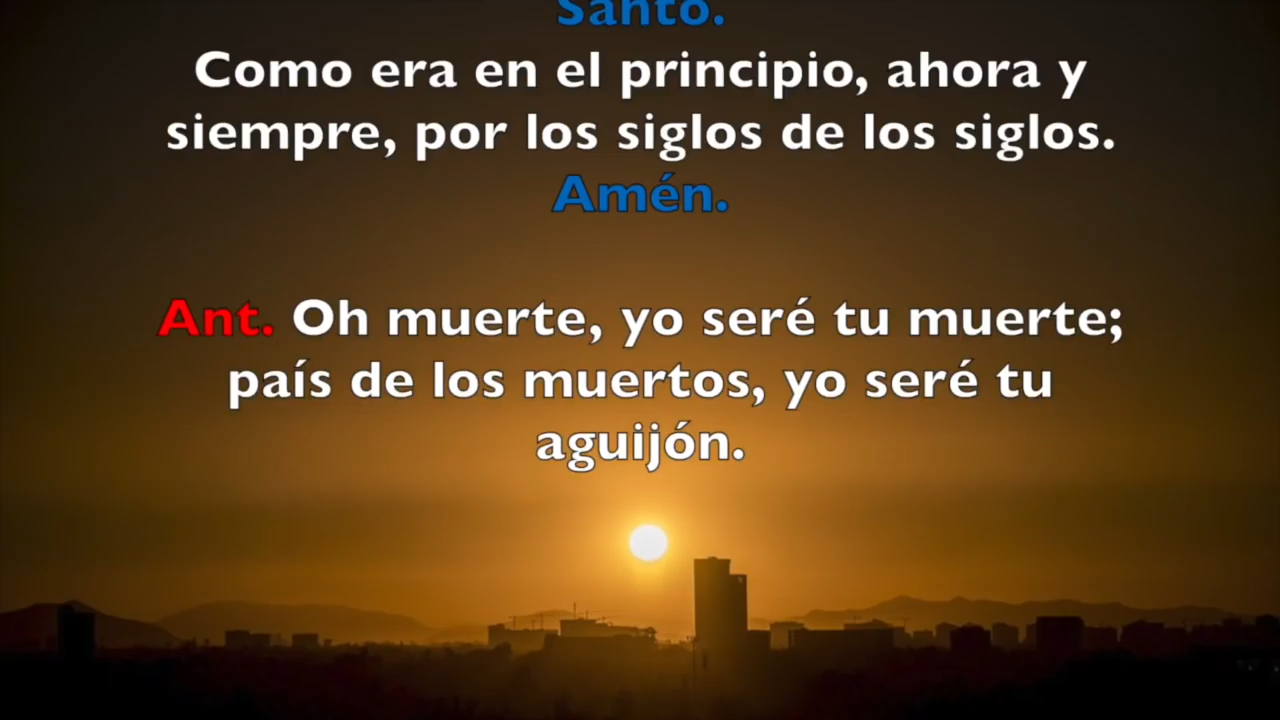 Santo.
Como era en el principio, ahora y
siempre, por los siglos de los siglos.
Amén.
Ant. Oh muerte, yo seré tu muerte;
país de los muertos, yo seré tu
aguijón.